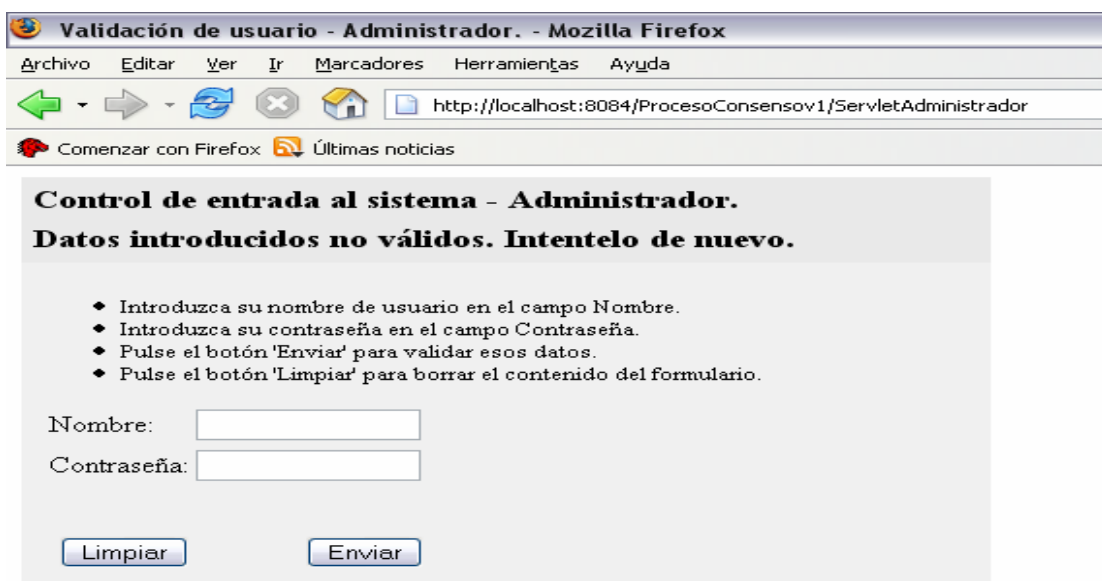 Validación de usuario - Administrador. - Mozilla Firefox
Archivo Editar Ver Ir Marcadores Herramientas Ayuda
http://localhost:8084/ProcesoConsensov1/ServletAdministrador
Comenzar con Firefox Últimas noticias
Control de entrada al sistema - Administrador.
Datos introducidos no válidos. Intentelo de nuevo.
• Introduzca su nombre de usuario en el campo Nombre.
• Introduzca su contraseña en el campo Contraseña.
• Pulse el botón 'Enviar' para validar esos datos.
• Pulse el botón 'Limpiar' para borrar el contenido del formulario.
Nombre:
Contraseña:
Limpiar Enviar